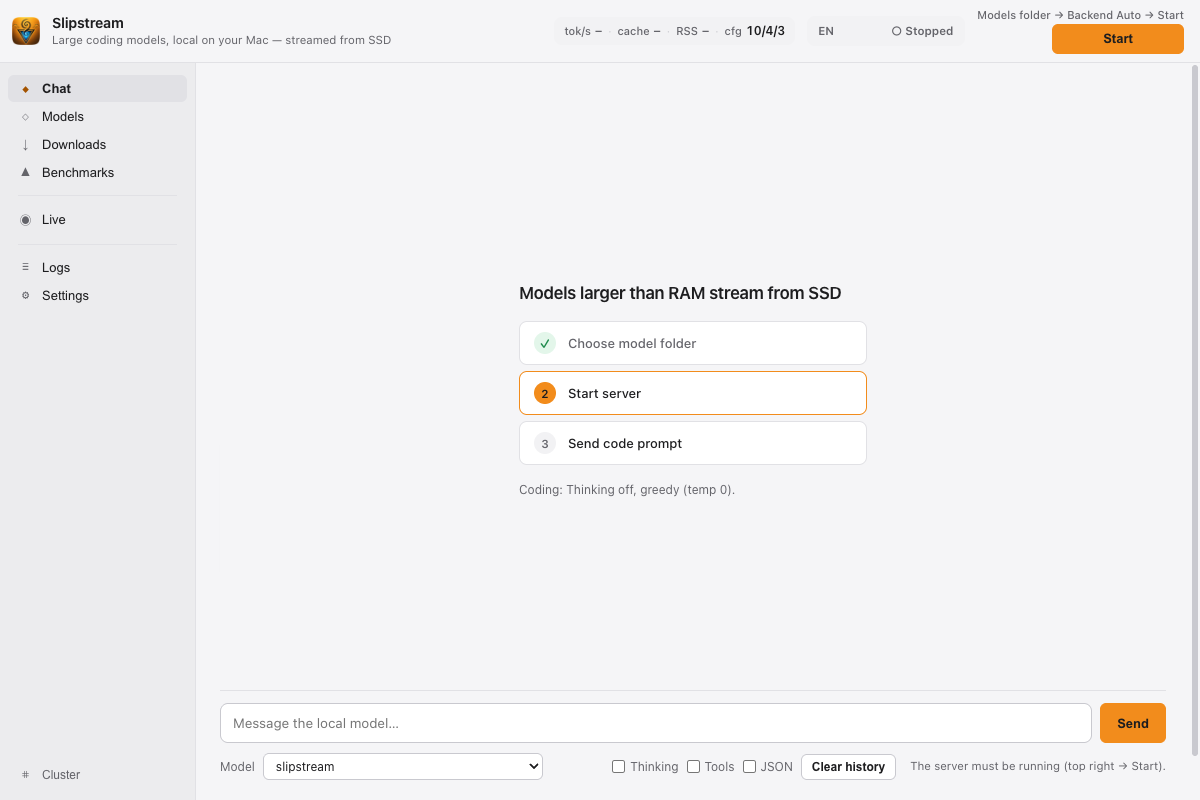 Slipstream
Large coding models, local on your Mac — streamed from SSD
tok/s – · cache – · RSS – · cfg 10/4/3
EN
Stopped
Models folder → Backend Auto → Start
Start
Chat
Models
Downloads
Benchmarks
Live
Logs
Settings
Cluster
Models larger than RAM stream from SSD
Choose model folder
2 Start server
3 Send code prompt
Coding: Thinking off, greedy (temp 0).
Message the local model...
Send
Model slipstream
Thinking Tools JSON Clear history The server must be running (top right → Start).